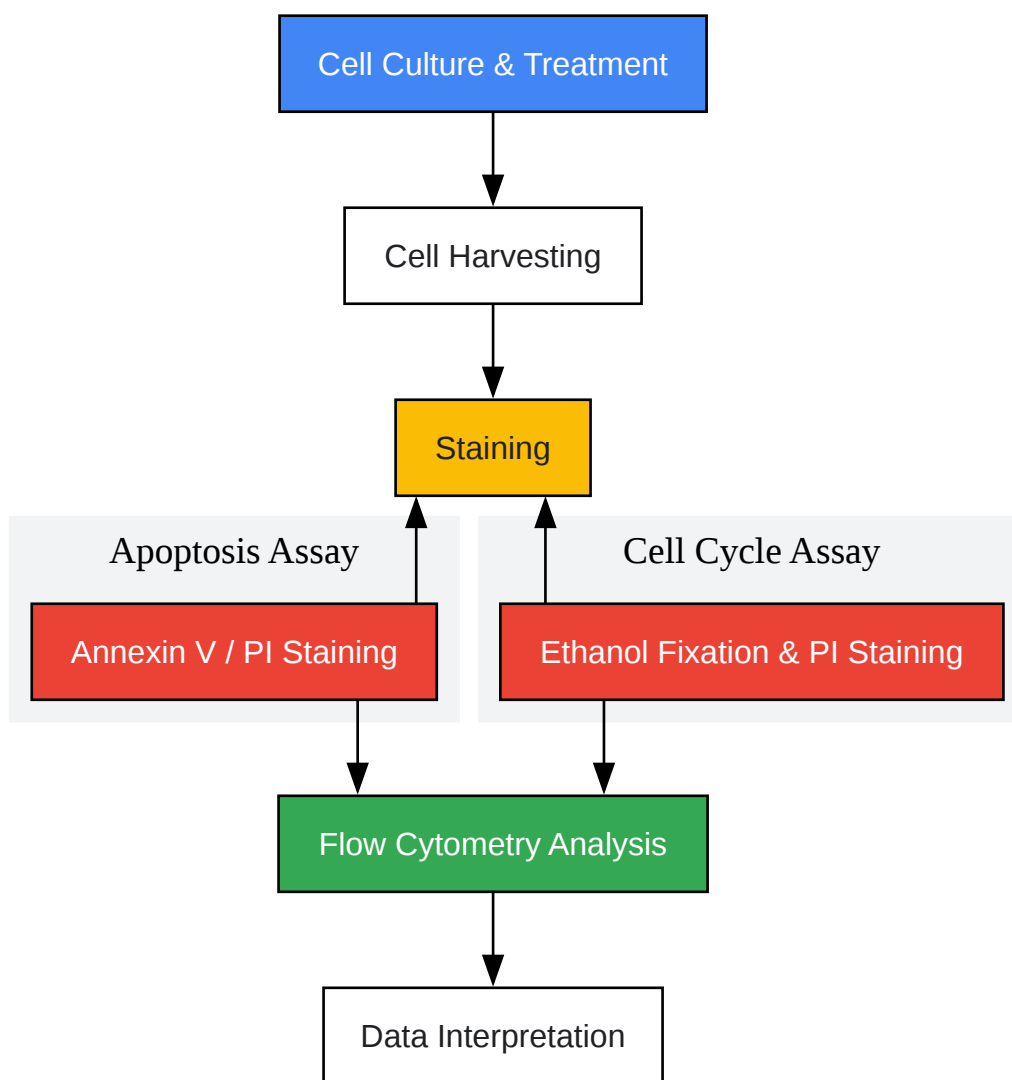 Cell Culture & Treatment
Cell Harvesting
Staining
Apoptosis Assay
Cell Cycle Assay
Annexin V / PI Staining
Ethanol Fixation & PI Staining
Flow Cytometry Analysis
Data Interpretation